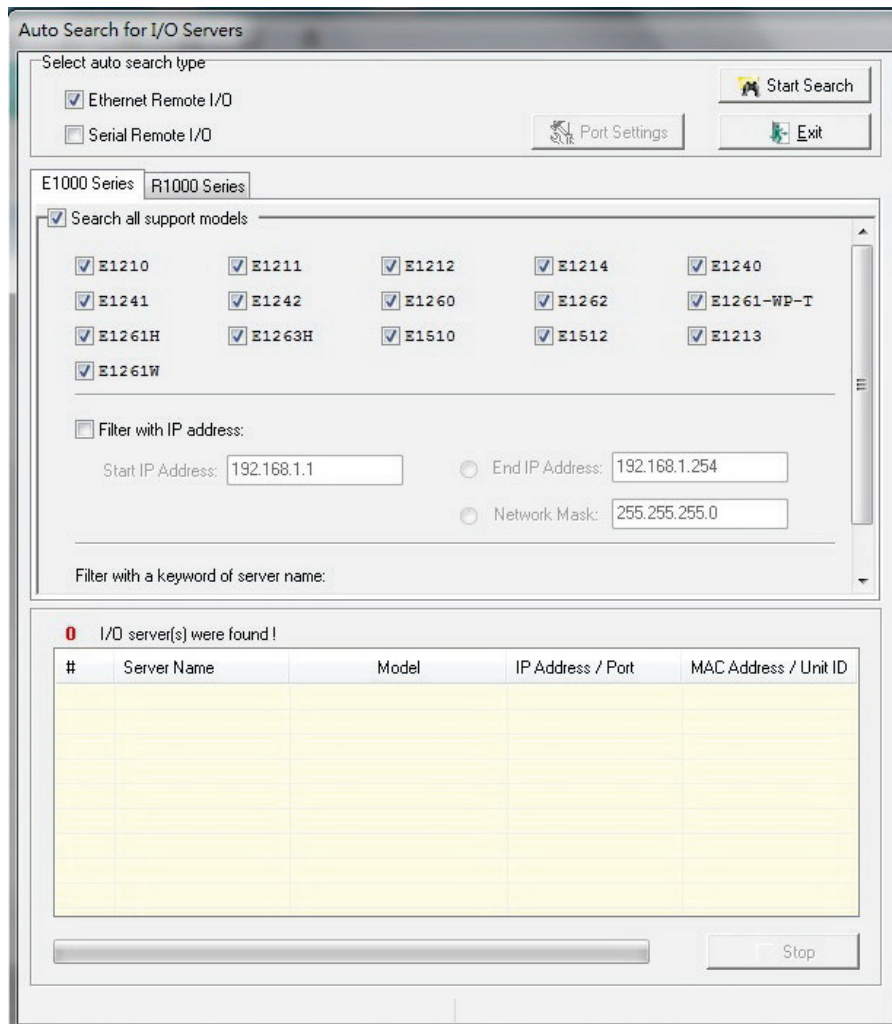 Auto Search for I/O Servers
Select auto search type
Ethernet Remote I/O
Start Search
Serial Remote I/O
Port Settings
Exit
E1000 Series
R1000 Series
Search all support models
E1210 E1211 E1212 E1214 E1240
E1241 E1242 E1260 E1262 E1261-WP-T
E1261H E1263H E1510 E1512 E1213
E1261W
Filter with IP address:
Start IP Address: 192.168.1.1 End IP Address: 192.168.1.254
Network Mask: 255.255.255.0
Filter with a keyword of server name:
0 I/O server(s) were found !
# Server Name Model IP Address / Port MAC Address / Unit ID
Stop